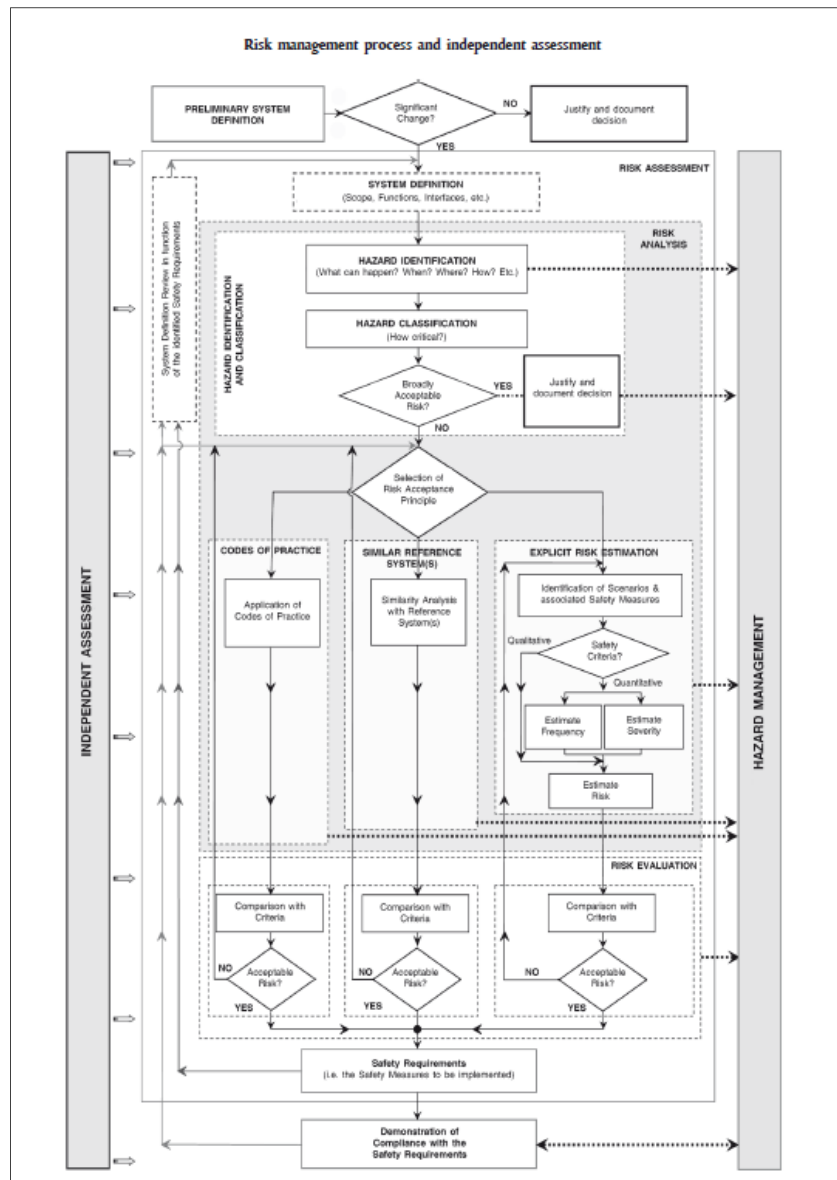 Risk management process and independent assessment
PRELIMINARY SYSTEM
DEFINITION
Significant
Change?
NO
Justify and document
decision
YES
RISK ASSESSMENT
INDEPENDENT ASSESSMENT
System Definition Review in function
of the identified Safety Requirements
SYSTEM DEFINITION
(Scope, Functions, Interfaces, etc.)
RISK
ANALYSIS
HAZARD IDENTIFICATION
AND CLASSIFICATION
HAZARD IDENTIFICATION
(What can happen? When? Where? How? Etc.)
HAZARD CLASSIFICATION
(How critical?)
Broadly
Acceptable
Risk?
YES
Justify and
document decision
NO
Selection of
Risk Acceptance
Principle
CODES OF PRACTICE
Application of
Codes of Practice
SIMILAR REFERENCE
SYSTEM(S)
Similarity Analysis
with Reference
System(s)
EXPLICIT RISK ESTIMATION
Identification of Scenarios &
associated Safety Measures
Qualitative
Safety
Criteria?
Quantitative
Estimate
Frequency
Estimate
Severity
Estimate
Risk
HAZARD MANAGEMENT
RISK EVALUATION
Comparison with
Criteria
NO
Acceptable
Risk?
YES
Comparison with
Criteria
NO
Acceptable
Risk?
YES
Comparison with
Criteria
NO
Acceptable
Risk?
YES
Safety Requirements
(i.e. the Safety Measures to be implemented)
Demonstration of
Compliance with the
Safety Requirements